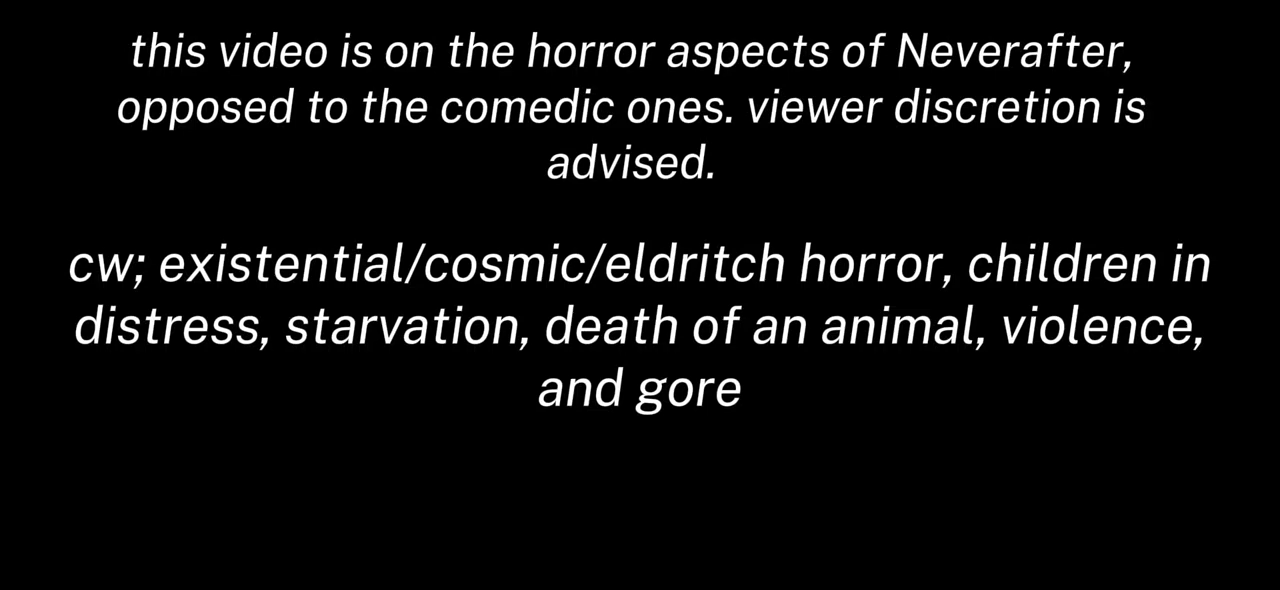 this video is on the horror aspects of Neverafter,
opposed to the comedic ones. viewer discretion is
advised.
cw; existential/cosmic/eldritch horror, children in
distress, starvation, death of an animal, violence,
and gore